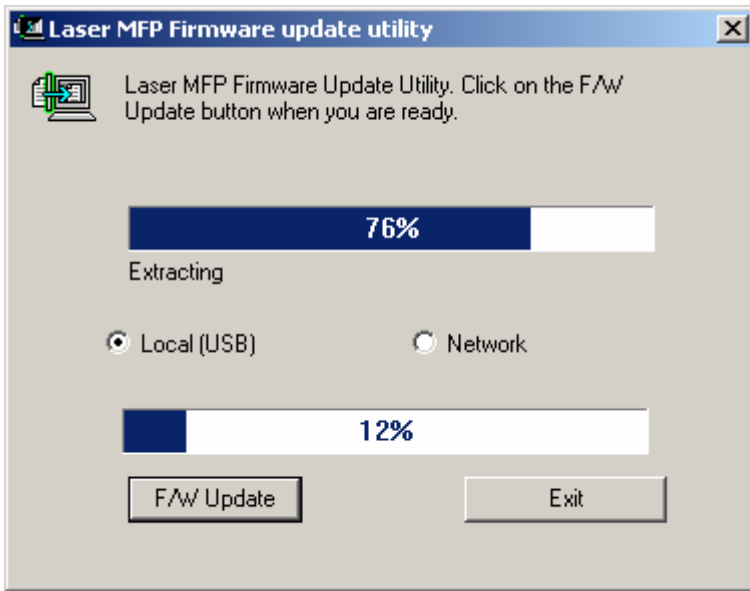 Laser MFP Firmware update utility
Laser MFP Firmware Update Utility. Click on the F/W
Update button when you are ready.
76%
Extracting
Local (USB) Network
12%
F/W Update Exit